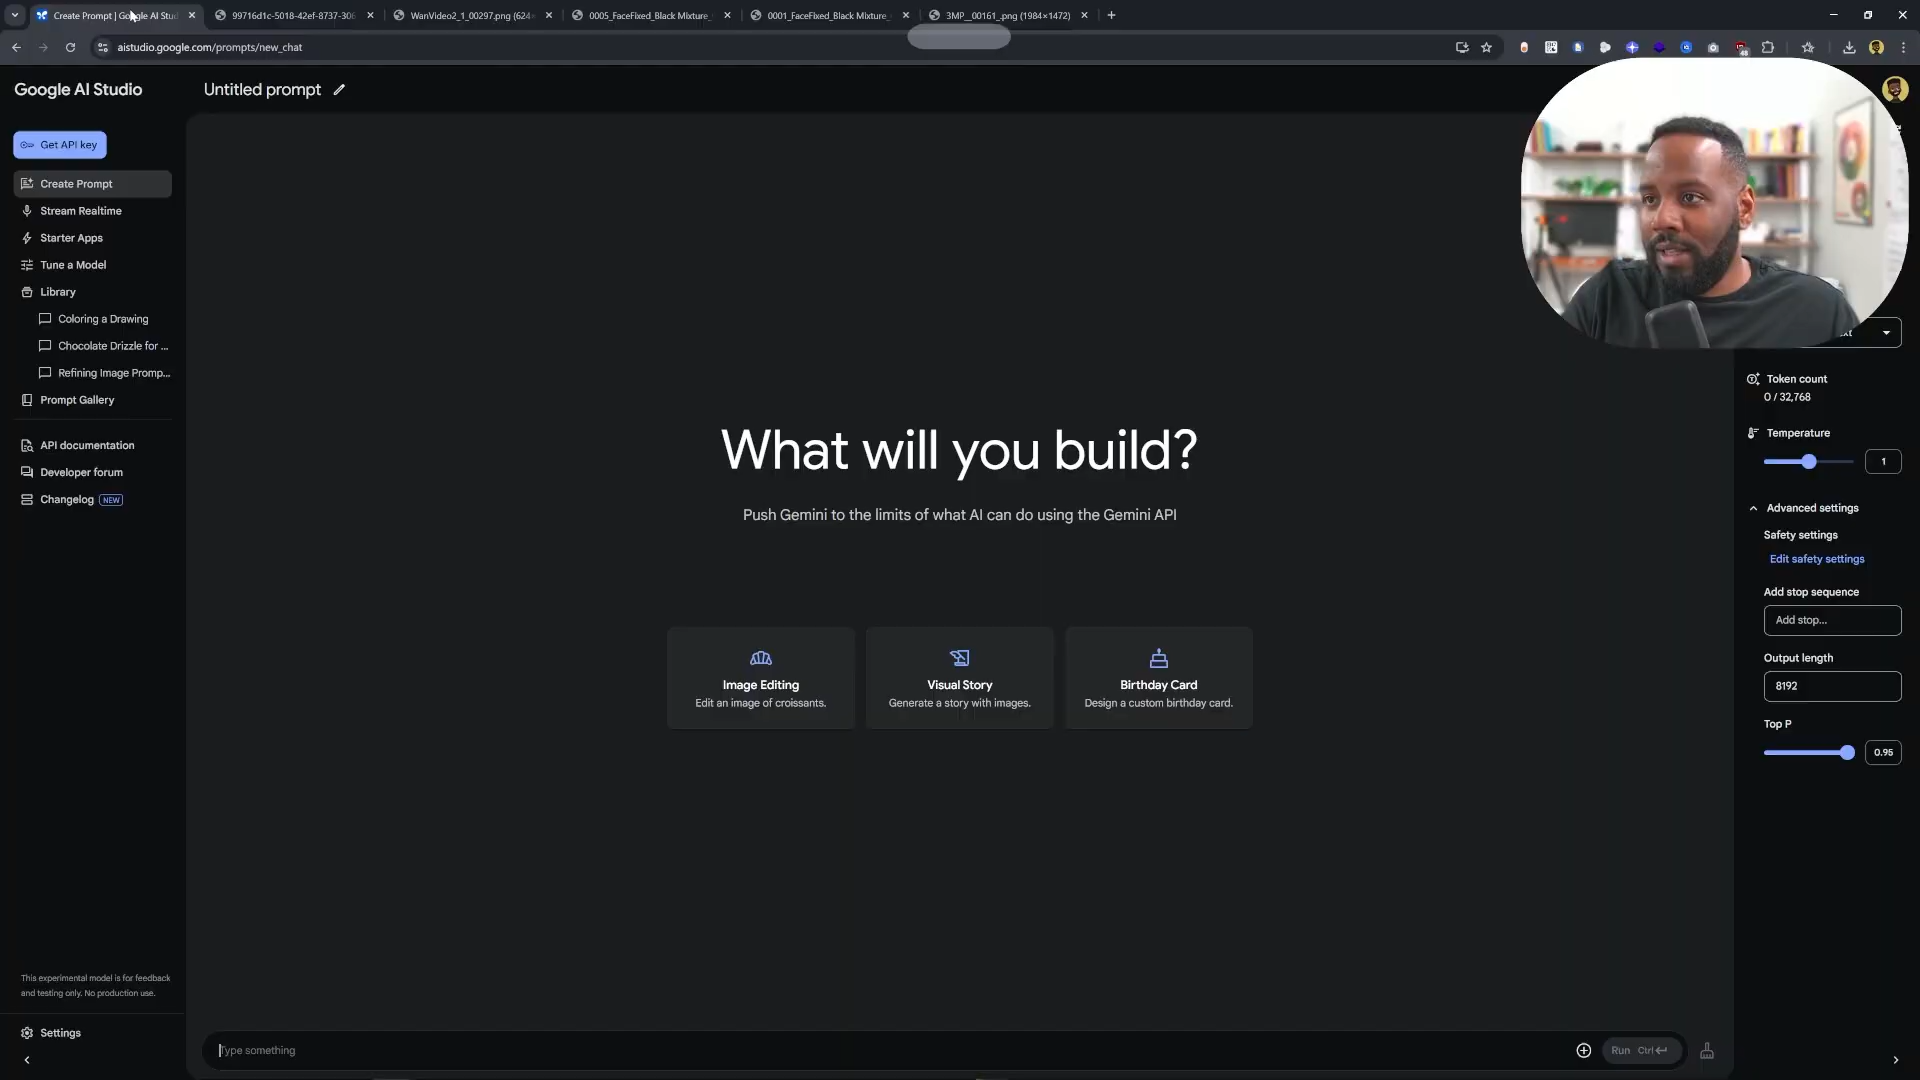 Create Prompt | Google AI Stud
99716d1c-5018-42ef-8737-306
WanVideo2_1_00297.png (624×
0005_FaceFixed_Black Mixture_
0001_FaceFixed_Black Mixture_
3MP__00161_.png (1984×1472)
aistudio.google.com/prompts/new_chat
Google AI Studio
Untitled prompt
Get API key
Create Prompt
Stream Realtime
Starter Apps
Tune a Model
Library
Coloring a Drawing
Chocolate Drizzle for ...
Refining Image Promp...
Prompt Gallery
API documentation
Developer forum
Changelog NEW
What will you build?
Push Gemini to the limits of what AI can do using the Gemini API
Image Editing
Edit an image of croissants.
Visual Story
Generate a story with images.
Birthday Card
Design a custom birthday card.
Token count
0 / 32,768
Temperature
1
Advanced settings
Safety settings
Edit safety settings
Add stop sequence
Add stop...
Output length
8192
Top P
0.95
This experimental model is for feedback
and testing only. No production use.
Settings
Type something
Run Ctrl